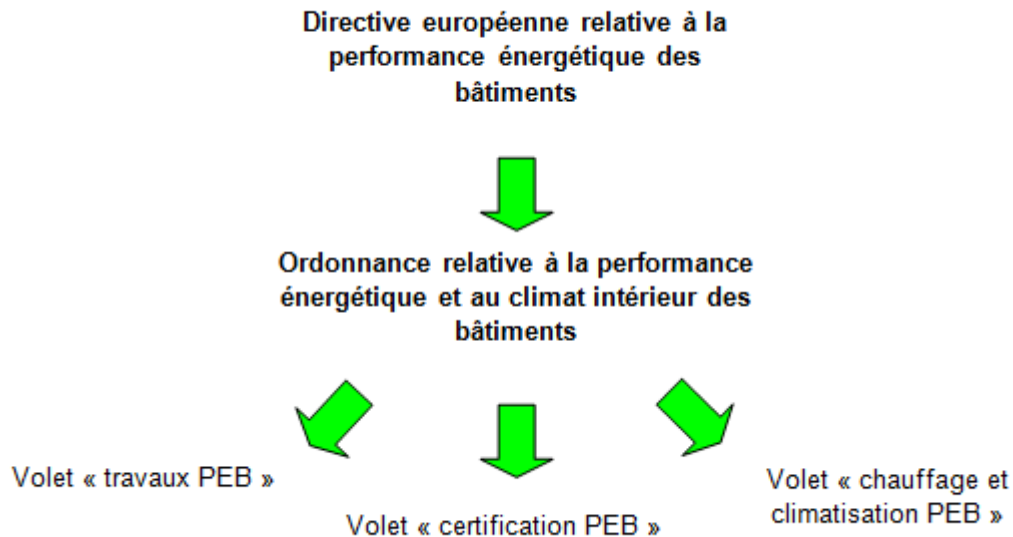 Directive européenne relative à la
performance énergétique des
bâtiments
Ordonnance relative à la performance
énergétique et au climat intérieur des
bâtiments
Volet « travaux PEB »
Volet « certification PEB »
Volet « chauffage et
climatisation PEB »